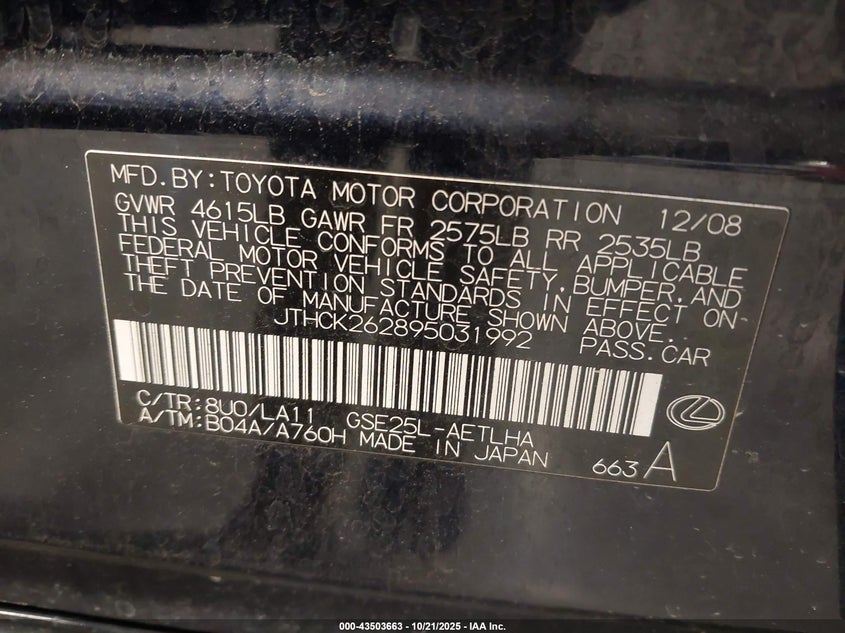 MFD.BY:TOYOTA MOTOR CORPORATION 12/08
GVWR 4615LB GAWR FR 2575LB RR 2535LB
THIS VEHICLE CONFORMS TO ALL APPLICABLE
FEDERAL MOTOR VEHICLE SAFETY,BUMPER,AND
THEFT PREVENTION STANDARDS IN EFFECT ON
THE DATE OF MANUFACTURE SHOWN ABOVE.
JTHCK262895031992 PASS.CAR
C/TR:8U0/LA11 GSE25L-AETLHA
A/TM:B04A/A760H MADE IN JAPAN
663 A
000-43503663 - 10/21/2025 - IAA Inc.